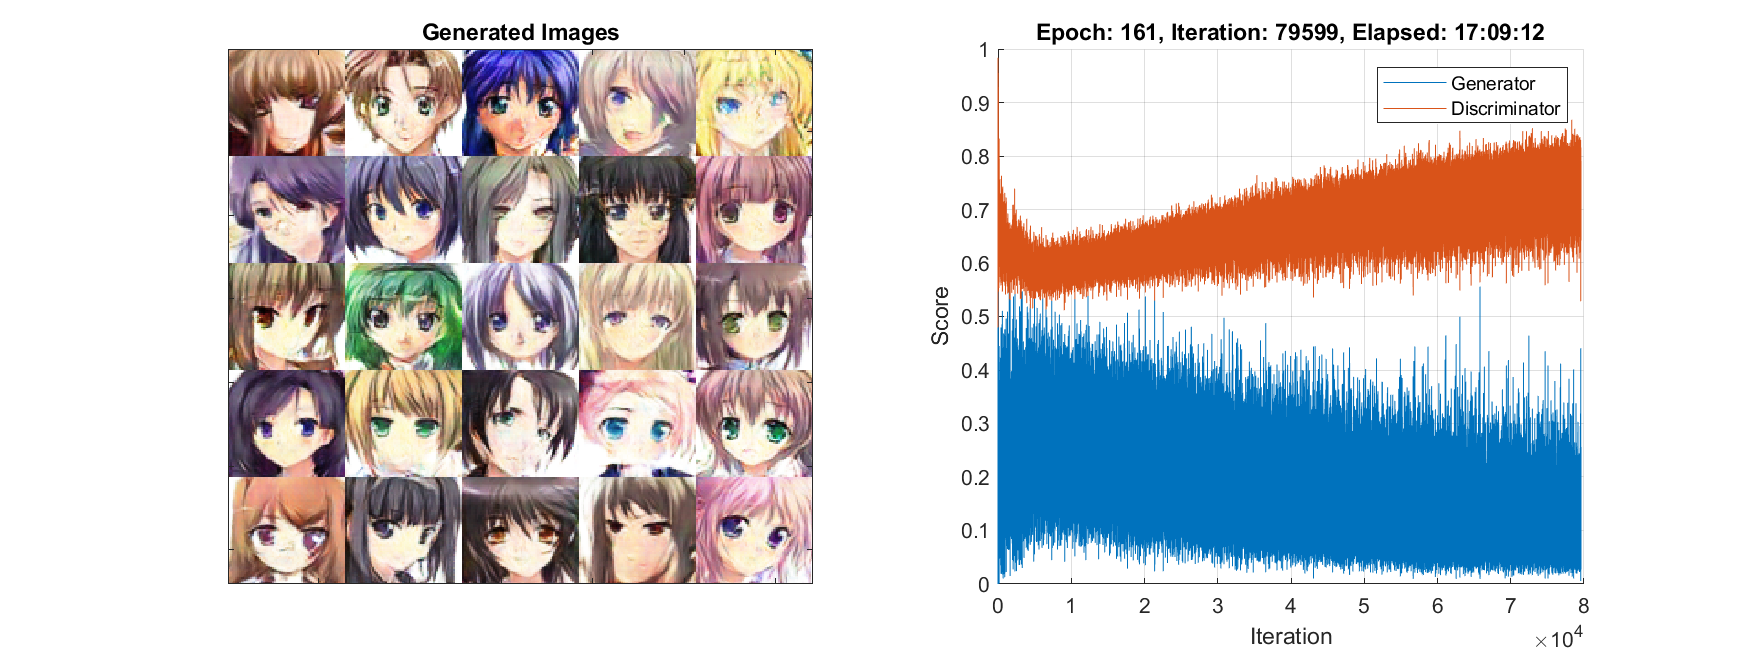 Generated Images
Epoch: 161, Iteration: 79599, Elapsed: 17:09:12
1
0.9
0.8
0.7
0.6
0.5
0.4
0.3
0.2
0.1
0
Score
Generator
Discriminator
0 1 2 3 4 5 6 7 8
Iteration
×10⁴